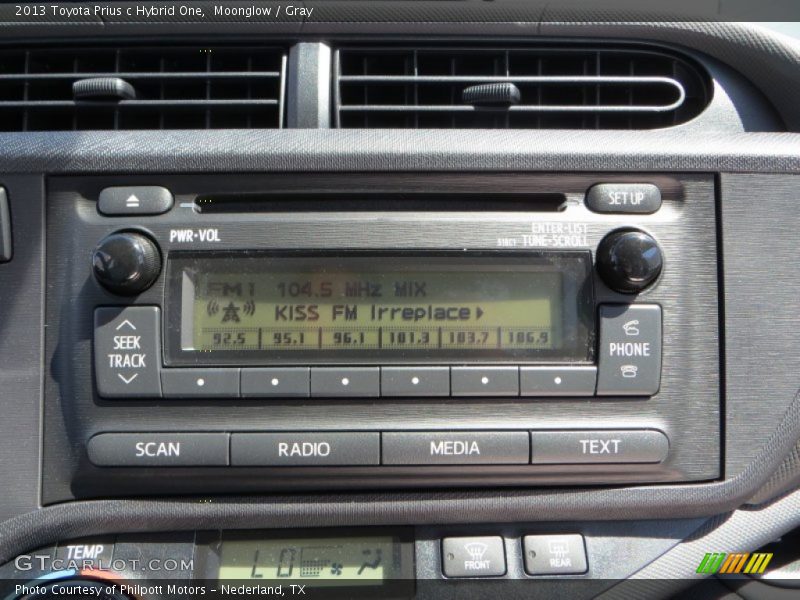 2013 Toyota Prius c Hybrid One, Moonglow / Gray
SET UP
PWR•VOL
ENTER•LIST
TUNE•SCROLL
FM1 104.5 MHz MIX
KISS FM Irreplace
92.5 95.1 96.1 101.3 103.7 106.9
SEEK
TRACK
PHONE
SCAN RADIO MEDIA TEXT
TEMP
LO
FRONT
REAR
GTCARLOT.COM
Photo Courtesy of Philpott Motors - Nederland, TX